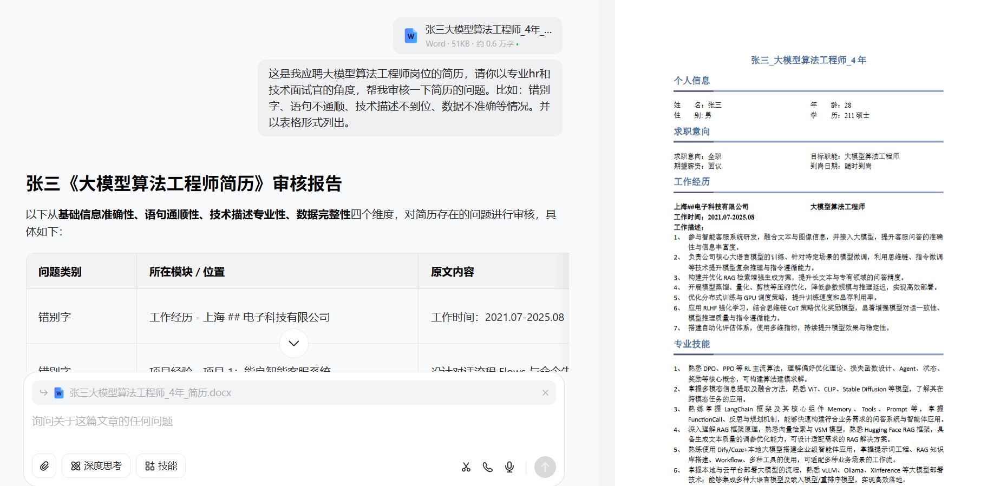 张三大模型算法工程师_4年_...
Word · 51KB · 约 0.6 万字
这是我应聘大模型算法工程师岗位的简历，请你以专业hr和
技术面试官的角度，帮我审核一下简历的问题。比如：错别
字、语句不通顺、技术描述不到位、数据不准确等情况。并
以表格形式列出。
张三《大模型算法工程师简历》审核报告
以下从基础信息准确性、语句通顺性、技术描述专业性、数据完整性四个维度，对简历存在的问题进行审核，具
体如下：
问题类别 所在模块 / 位置 原文内容
错别字 工作经历 - 上海 ## 电子科技有限公司 工作时间：2021.07-2025.08
错别字 项目经验 - 项目 1：能自智能客服系统 设计对话流程 Flows 与命令生
张三大模型算法工程师_4年_简历.docx
询问关于这篇文章的任何问题
深度思考 技能
张三_大模型算法工程师_4 年
个人信息
姓 名：张三 年 龄：28
性 别: 男 学 历：211 硕士
求职意向
求职意向：全职 目标职能：大模型算法工程师
期望薪资：面议 到岗日期：随时到岗
工作经历
上海##电子科技有限公司 大模型算法工程师
工作时间：2021.07-2025.08
工作描述：
1、 参与智能客服系统研发，融合文本与图像信息，并接入大模型，提升客服问答的准确
性与信息丰富度。
2、 负责公司核心大语言模型的训练、针对特定场景的模型微调，利用思维链、指令微调
等技术提升模型复杂推理与指令遵循能力。
3、 构建并优化 RAG 检索增强生成方案，提升长文本与专有领域的问答精度。
4、 开展模型蒸馏、量化、剪枝等压缩优化，降低参数规模与推理延迟，实现高效部署。
5、 优化分布式训练与 GPU 调度策略，提升训练速度和显存利用率。
6、 应用 RLHF 强化学习，结合思维链 CoT 策略优化奖励模型，显著增强模型对话一致性、
模型推理质量与指令遵循能力。
7、 搭建自动化评估体系，使用多维指标，持续提升模型效果与稳定性。
专业技能
1、 熟悉 DPO、PPO 等 RL 主流算法，理解偏好优化理论、损失函数设计、Agent、状态、
奖励等核心概念，可构建算法建模求解。
2、 掌握多模态信息提取及融合方法，熟悉 ViT、CLIP、Stable Diffusion 等模型，了解其在
跨模态任务的应用。
3、 熟练掌握 LangChain 框架及其核心组件 Memory、Tools、Prompt 等，掌握
FunctionCall、反思与规划机制，能够快速构建符合业务需求的问答系统与智能体应用。
4、 深入理解 RAG 框架原理，熟悉向量检索与 VSM 模型，熟悉 Hugging Face RAG 框架，具
备生成文本质量的调参优化能力，可设计适配需求的 RAG 解决方案。
5、 熟练使用 Dify/Coze+本地大模型搭建企业级智能体应用，掌握提示词工程、RAG 知识
库搭建、Workflow、多种工具的使用，可适配多种业务场景的工作流。
6、 掌握本地与云平台部署大模型的流程，熟悉 vLLM、Ollama、XInference 等大模型部署
技术；能够集成多种大语言模型及嵌入模型/重排序模型，实现高效落地。